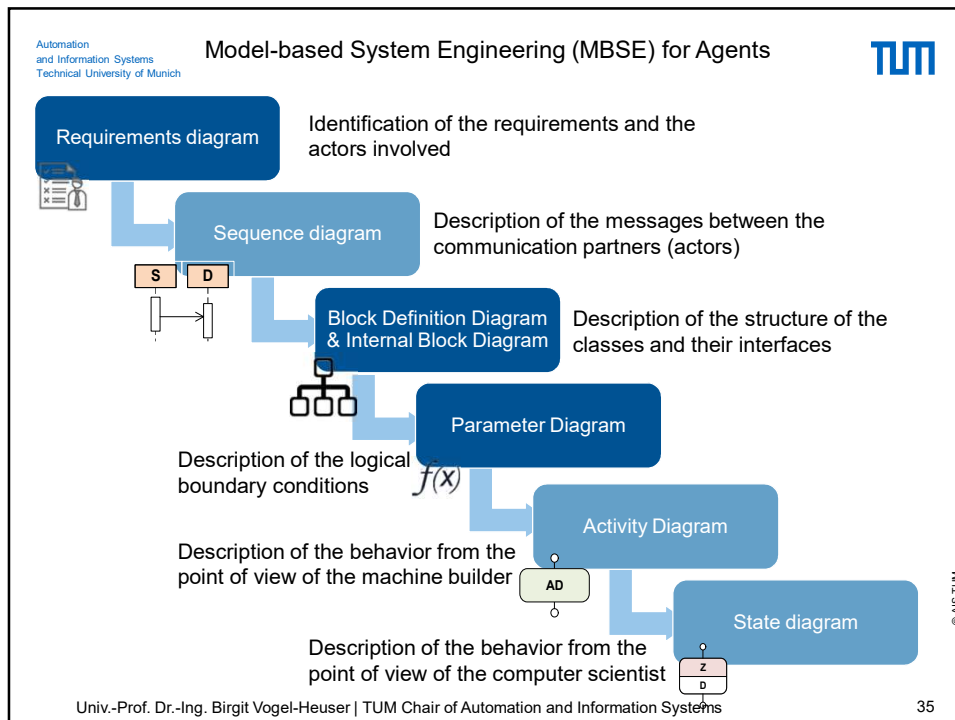 Automation
and Information Systems
Technical University of Munich
Model-based System Engineering (MBSE) for Agents
TUM
Requirements diagram
Identification of the requirements and the
actors involved
Sequence diagram
Description of the messages between the
communication partners (actors)
S
D
Block Definition Diagram
& Internal Block Diagram
Description of the structure of the
classes and their interfaces
Parameter Diagram
Description of the logical
boundary conditions
f(x)
Activity Diagram
Description of the behavior from the
point of view of the machine builder
AD
State diagram
Description of the behavior from the
point of view of the computer scientist
Z
D
© AIS TUM
Univ.-Prof. Dr.-Ing. Birgit Vogel-Heuser | TUM Chair of Automation and Information Systems
35